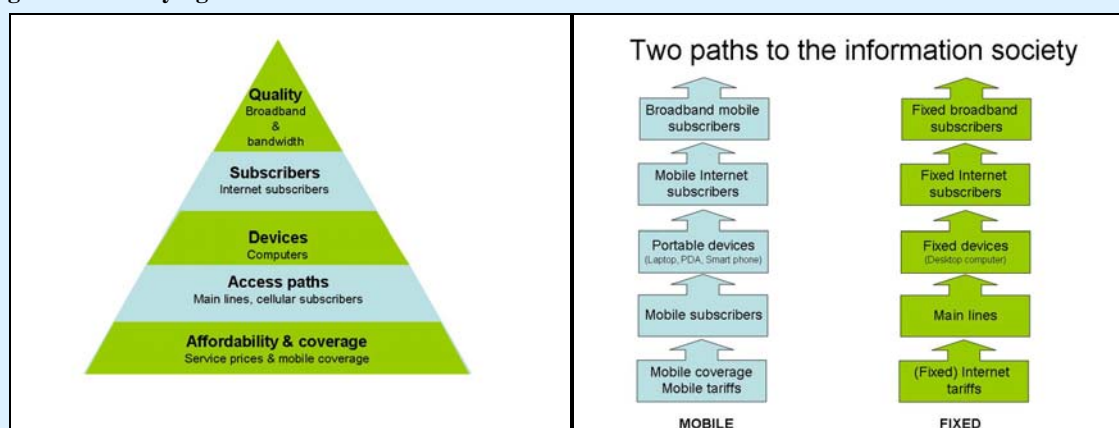 Quality
Broadband
&
bandwidth
Subscribers
Internet subscribers
Devices
Computers
Access paths
Main lines, cellular subscribers
Affordability & coverage
Service prices & mobile coverage
Two paths to the information society
Broadband mobile
subscribers
Mobile Internet
subscribers
Portable devices
(Laptop, PDA, Smart phone)
Mobile subscribers
Mobile coverage
Mobile tariffs
MOBILE
Fixed broadband
subscribers
Fixed Internet
subscribers
Fixed devices
(Desktop computer)
Main lines
(Fixed) Internet
tariffs
FIXED